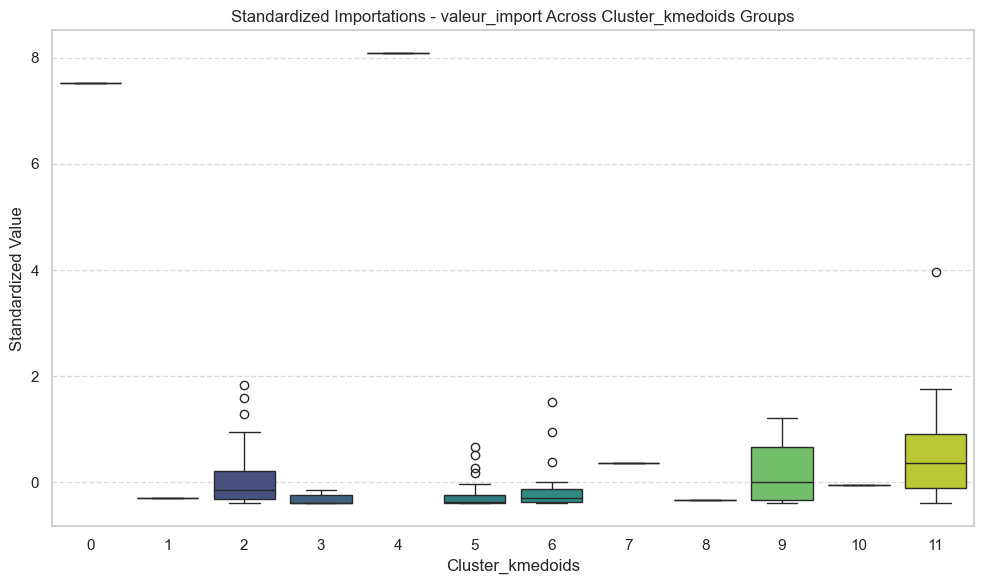 Standardized Importations - valeur_import Across Cluster_kmedoids Groups
Standardized Value
8
6
4
2
0
0 1 2 3 4 5 6 7 8 9 10 11
Cluster_kmedoids